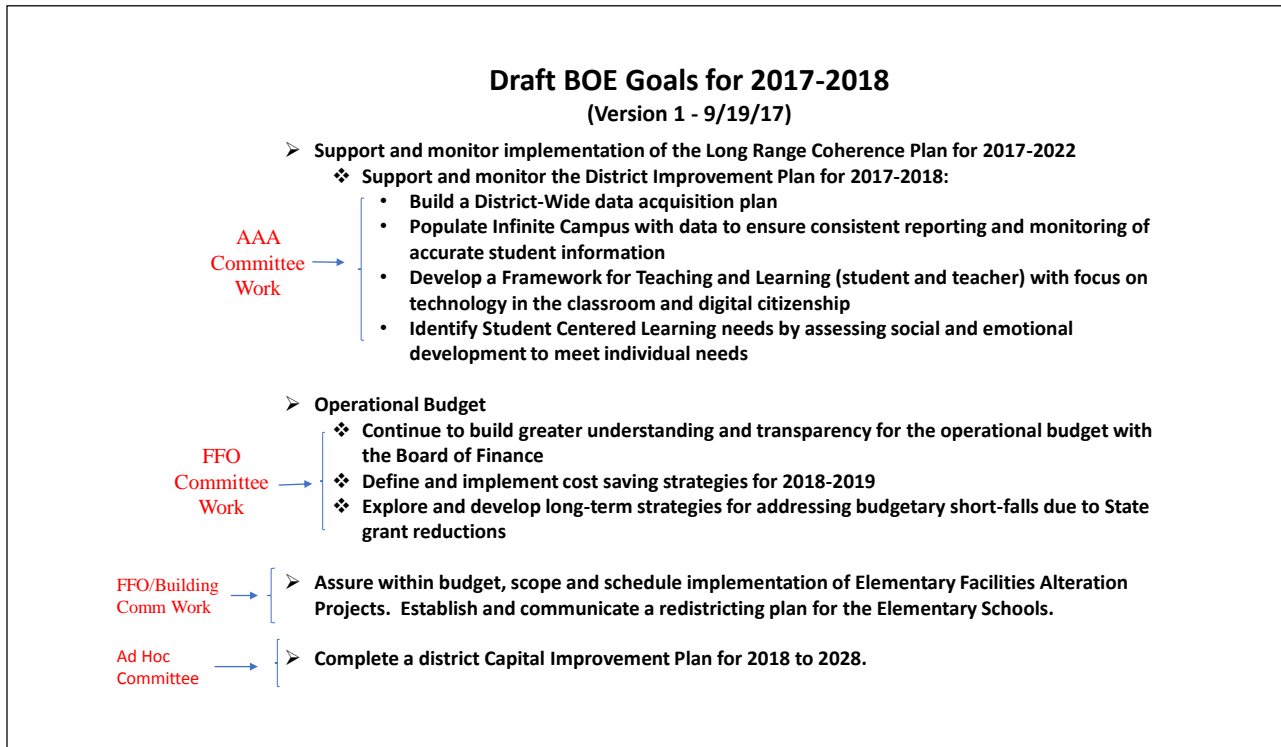 Draft BOE Goals for 2017-2018
(Version 1 - 9/19/17)
➢ Support and monitor implementation of the Long Range Coherence Plan for 2017-2022
❖ Support and monitor the District Improvement Plan for 2017-2018:
AAA
Committee
Work
• Build a District-Wide data acquisition plan
• Populate Infinite Campus with data to ensure consistent reporting and monitoring of
accurate student information
• Develop a Framework for Teaching and Learning (student and teacher) with focus on
technology in the classroom and digital citizenship
• Identify Student Centered Learning needs by assessing social and emotional
development to meet individual needs
➢ Operational Budget
FFO
Committee
Work
❖ Continue to build greater understanding and transparency for the operational budget with
the Board of Finance
❖ Define and implement cost saving strategies for 2018-2019
❖ Explore and develop long-term strategies for addressing budgetary short-falls due to State
grant reductions
FFO/Building
Comm Work
➢ Assure within budget, scope and schedule implementation of Elementary Facilities Alteration
Projects.  Establish and communicate a redistricting plan for the Elementary Schools.
Ad Hoc
Committee
➢ Complete a district Capital Improvement Plan for 2018 to 2028.